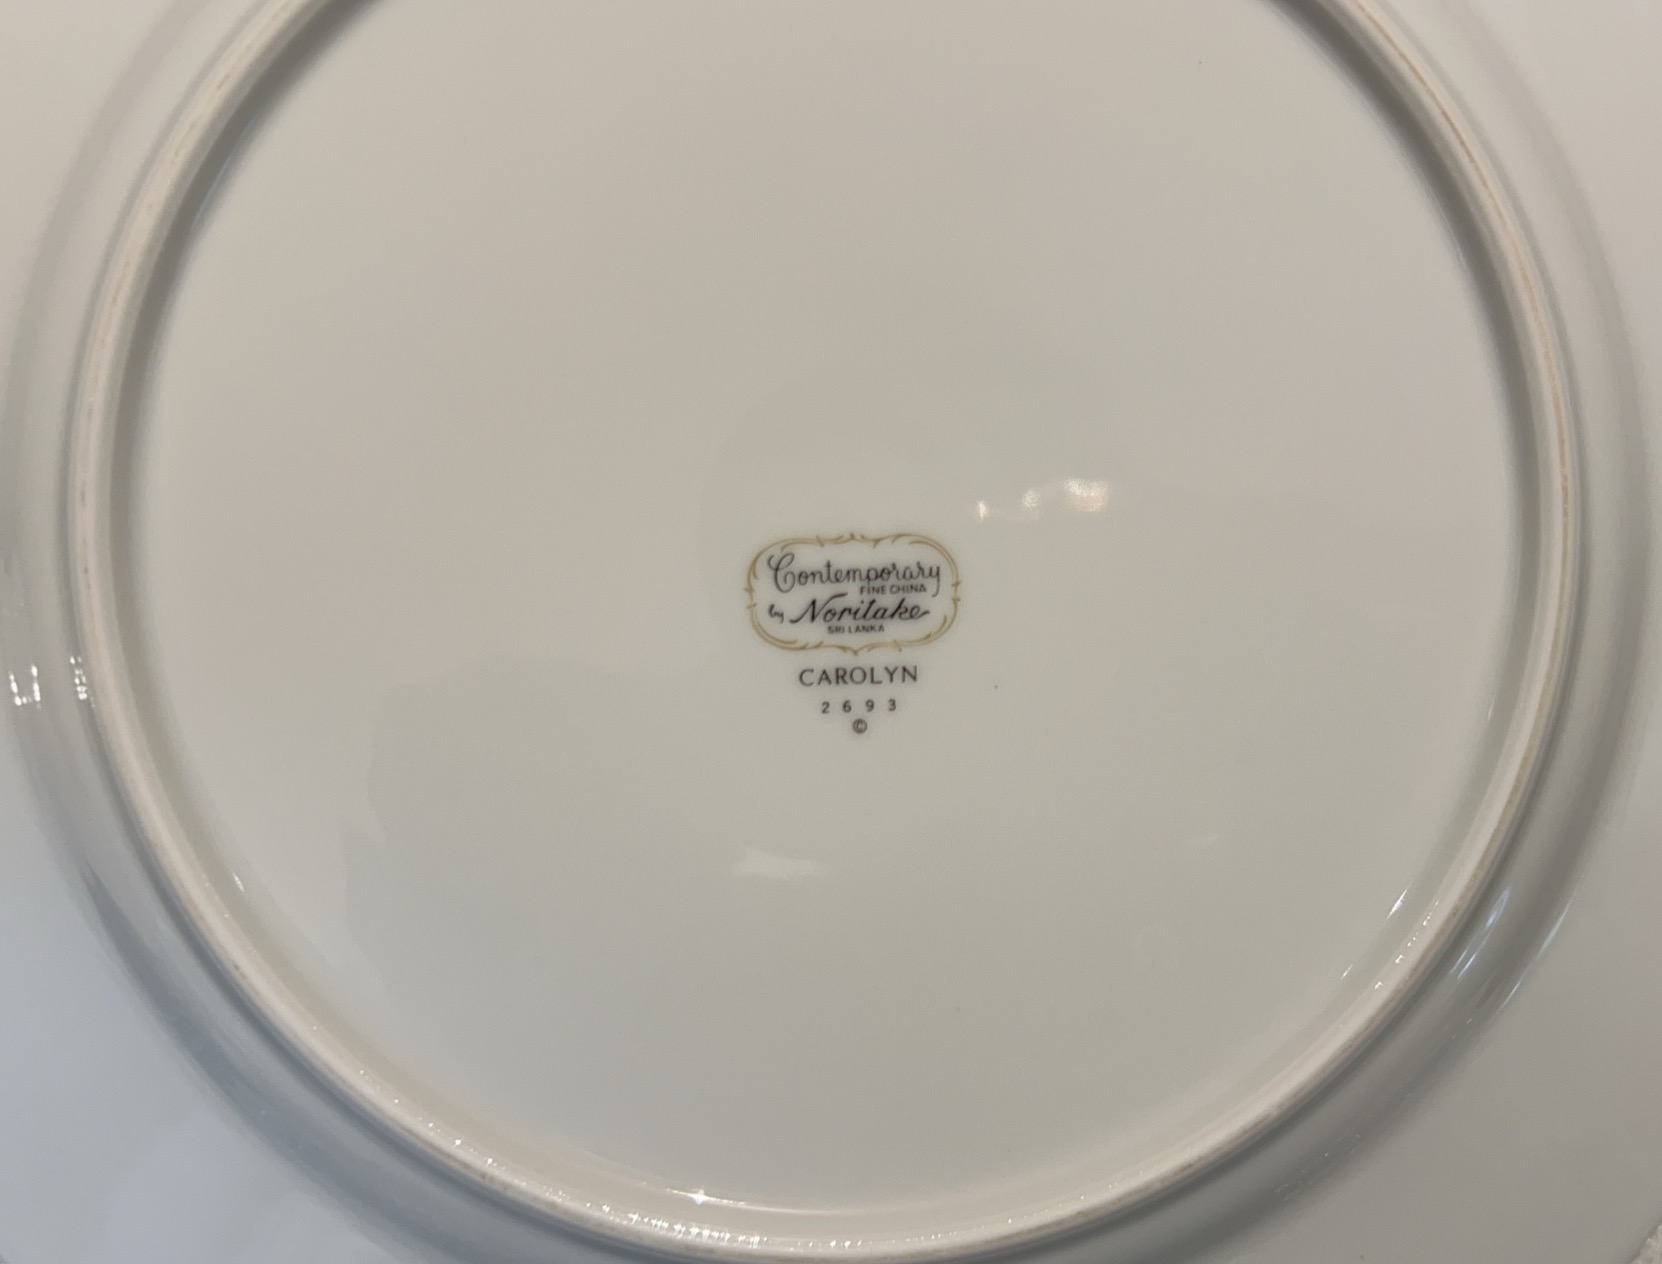 Contemporary
FINE CHINA
by Noritake
SRI LANKA
CAROLYN
2693
©